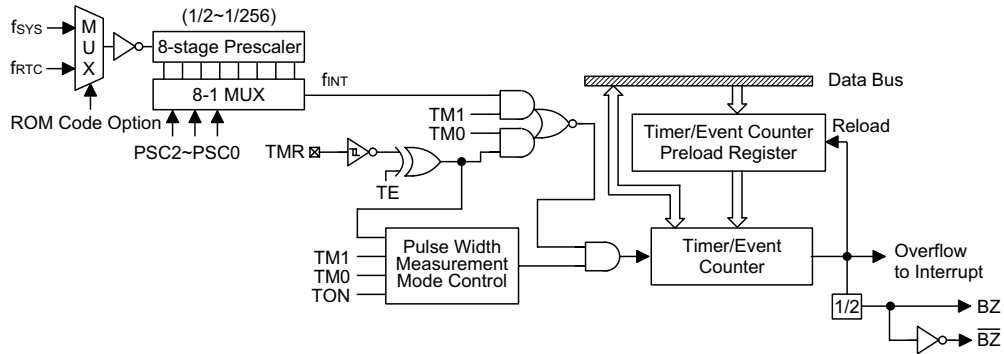 (1/2~1/256)
fSYS
fRTC
M
U
X
8-stage Prescaler
8-1 MUX
fINT
ROM Code Option
PSC2~PSC0
TM1
TM0
TMR
TE
Data Bus
Timer/Event Counter
Preload Register
Reload
TM1
TM0
TON
Pulse Width
Measurement
Mode Control
Timer/Event
Counter
Overflow
to Interrupt
1/2
BZ
B̅Z̅